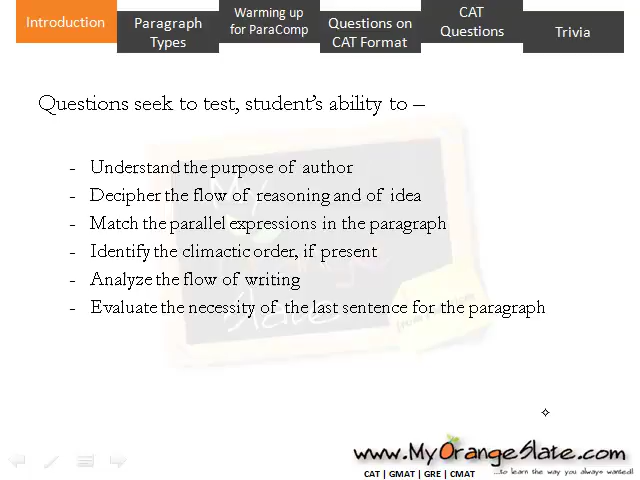 Introduction
Paragraph
Types
Warming up
for ParaComp
Questions on
CAT Format
CAT
Questions
Trivia
Questions seek to test, student's ability to –
- Understand the purpose of author
- Decipher the flow of reasoning and of idea
- Match the parallel expressions in the paragraph
- Identify the climactic order, if present
- Analyze the flow of writing
- Evaluate the necessity of the last sentence for the paragraph
www.MyOrangeSlate.com
CAT | GMAT | GRE | CMAT
...to learn the way you always wanted!